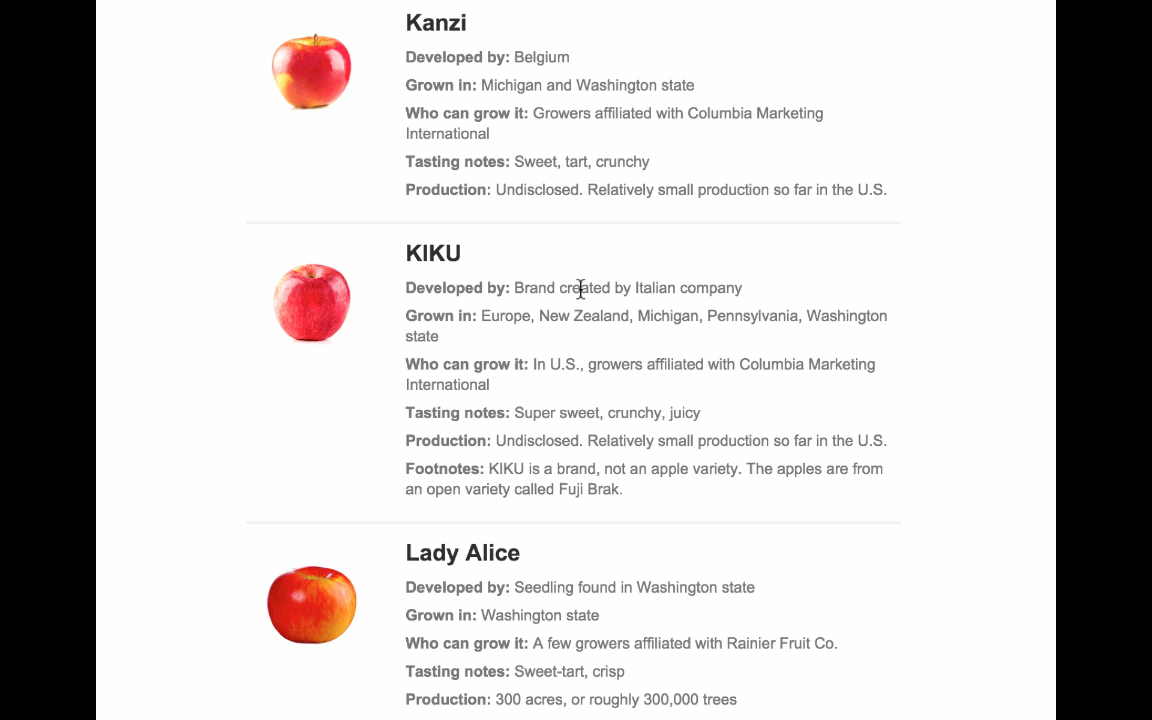 Kanzi
Developed by: Belgium
Grown in: Michigan and Washington state
Who can grow it: Growers affiliated with Columbia Marketing
International
Tasting notes: Sweet, tart, crunchy
Production: Undisclosed. Relatively small production so far in the U.S.
KIKU
Developed by: Brand created by Italian company
Grown in: Europe, New Zealand, Michigan, Pennsylvania, Washington
state
Who can grow it: In U.S., growers affiliated with Columbia Marketing
International
Tasting notes: Super sweet, crunchy, juicy
Production: Undisclosed. Relatively small production so far in the U.S.
Footnotes: KIKU is a brand, not an apple variety. The apples are from
an open variety called Fuji Brak.
Lady Alice
Developed by: Seedling found in Washington state
Grown in: Washington state
Who can grow it: A few growers affiliated with Rainier Fruit Co.
Tasting notes: Sweet-tart, crisp
Production: 300 acres, or roughly 300,000 trees